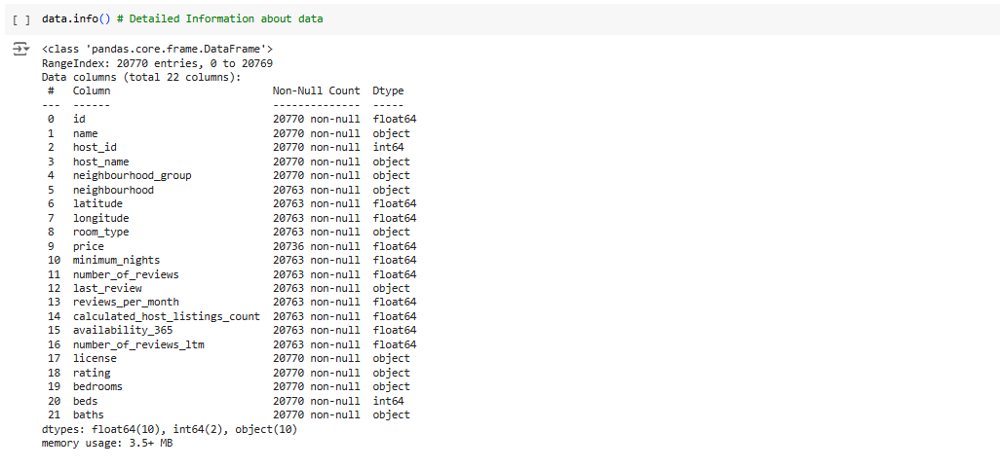 [ ] data.info() # Detailed Information about data
<class 'pandas.core.frame.DataFrame'>
RangeIndex: 20770 entries, 0 to 20769
Data columns (total 22 columns):
 #   Column                          Non-Null Count  Dtype
---  ------                          --------------  -----
 0   id                              20770 non-null  float64
 1   name                            20770 non-null  object
 2   host_id                         20770 non-null  int64
 3   host_name                       20770 non-null  object
 4   neighbourhood_group             20770 non-null  object
 5   neighbourhood                   20763 non-null  object
 6   latitude                        20763 non-null  float64
 7   longitude                       20763 non-null  float64
 8   room_type                       20763 non-null  object
 9   price                           20736 non-null  float64
 10  minimum_nights                  20763 non-null  float64
 11  number_of_reviews               20763 non-null  float64
 12  last_review                     20763 non-null  object
 13  reviews_per_month               20763 non-null  float64
 14  calculated_host_listings_count  20763 non-null  float64
 15  availability_365                20763 non-null  float64
 16  number_of_reviews_ltm           20763 non-null  float64
 17  license                         20770 non-null  object
 18  rating                          20770 non-null  object
 19  bedrooms                        20770 non-null  object
 20  beds                            20770 non-null  int64
 21  baths                           20770 non-null  object
dtypes: float64(10), int64(2), object(10)
memory usage: 3.5+ MB